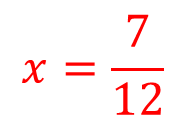 x = 7/12